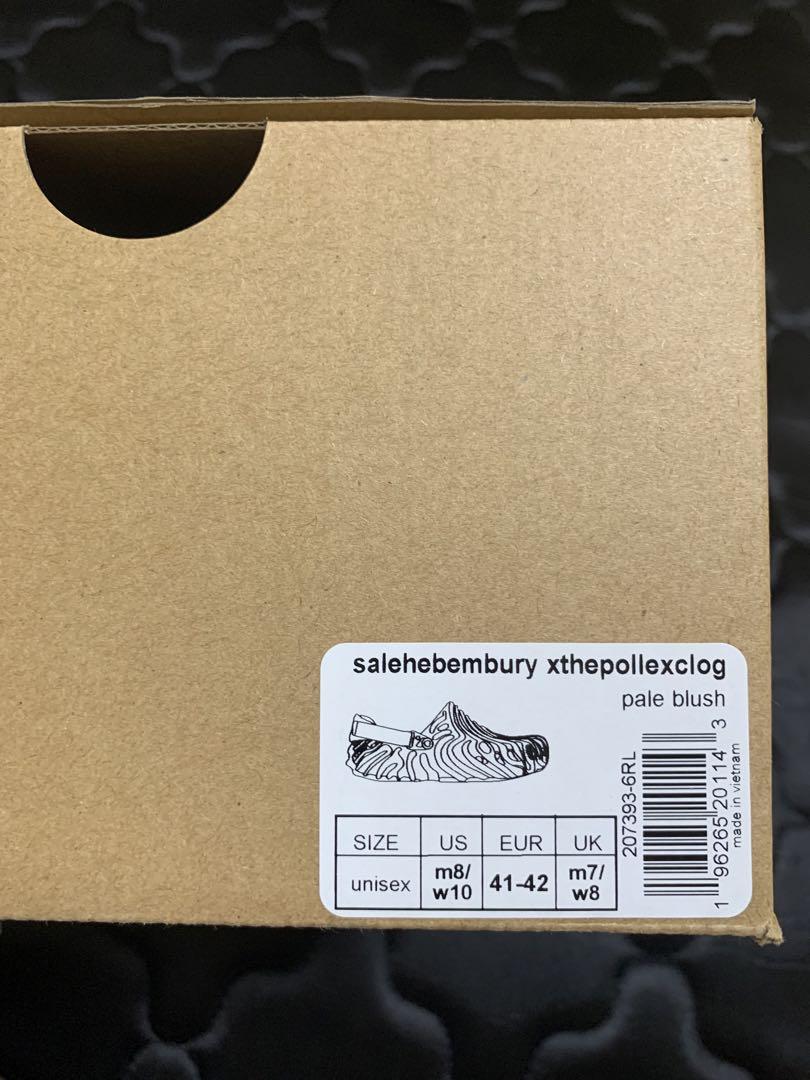 salehebembury xthepollexclog
pale blush
SIZE US EUR UK
unisex m8/ w10 41-42 m7/ w8
207393-6RL
1 96265 20114 3
made in vietnam